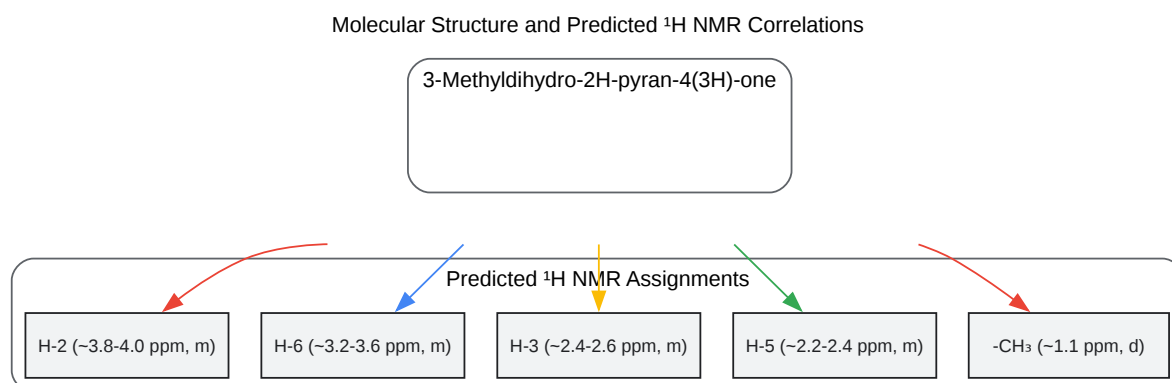 Molecular Structure and Predicted ¹H NMR Correlations
3-Methyldihydro-2H-pyran-4(3H)-one
Predicted ¹H NMR Assignments
H-2 (~3.8-4.0 ppm, m)
H-6 (~3.2-3.6 ppm, m)
H-3 (~2.4-2.6 ppm, m)
H-5 (~2.2-2.4 ppm, m)
-CH₃ (~1.1 ppm, d)